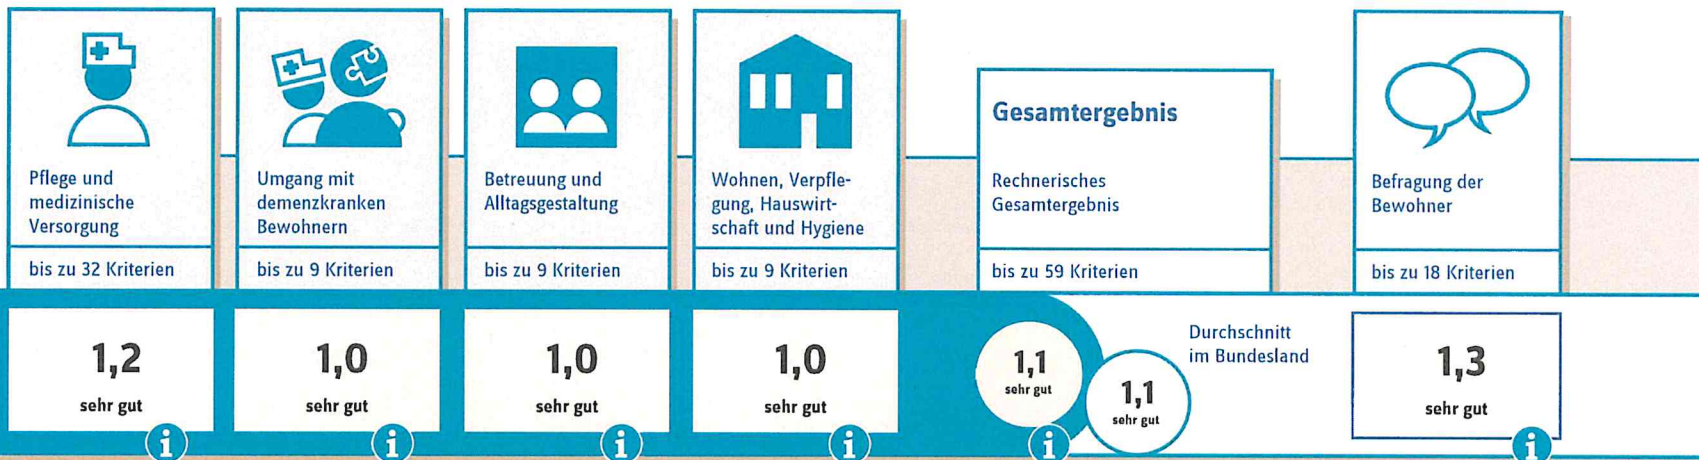 Pflege und
medizinische
Versorgung
bis zu 32 Kriterien
1,2
sehr gut
i
Umgang mit
demenzkranken
Bewohnern
bis zu 9 Kriterien
1,0
sehr gut
i
Betreuung und
Alltagsgestaltung
bis zu 9 Kriterien
1,0
sehr gut
i
Wohnen, Verpfle-
gung, Hauswirt-
schaft und Hygiene
bis zu 9 Kriterien
1,0
sehr gut
i
Gesamtergebnis
Rechnerisches
Gesamtergebnis
bis zu 59 Kriterien
1,1
sehr gut
i
Durchschnitt
im Bundesland
1,1
sehr gut
Befragung der
Bewohner
bis zu 18 Kriterien
1,3
sehr gut
i